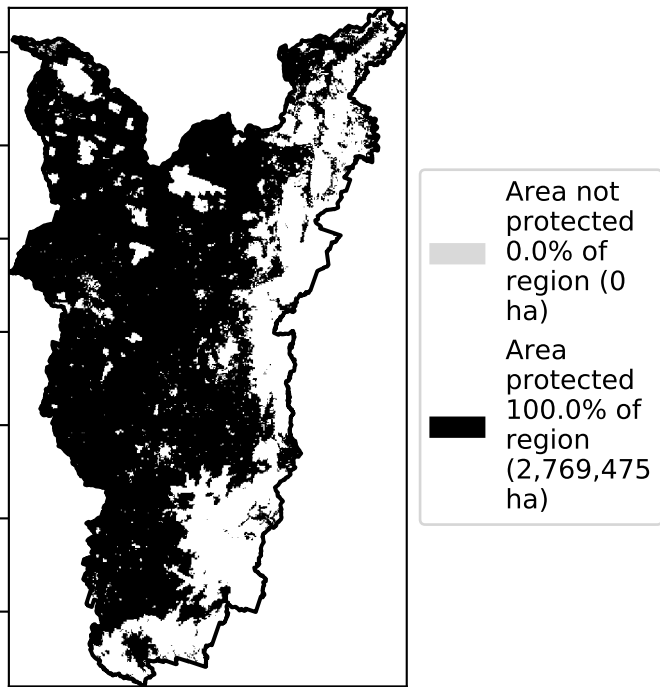 Area not
protected
0.0% of
region (0
ha)
Area
protected
100.0% of
region
(2,769,475
ha)